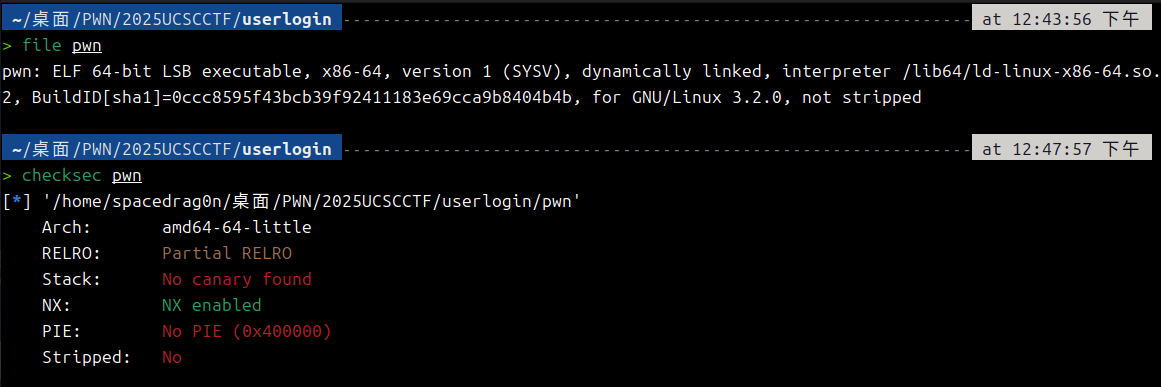 ~/桌面/PWN/2025UCSCCTF/userlogin at 12:43:56 下午
> file pwn
pwn: ELF 64-bit LSB executable, x86-64, version 1 (SYSV), dynamically linked, interpreter /lib64/ld-linux-x86-64.so.
2, BuildID[sha1]=0ccc8595f43bcb39f92411183e69cca9b8404b4b, for GNU/Linux 3.2.0, not stripped
~/桌面/PWN/2025UCSCCTF/userlogin at 12:47:57 下午
> checksec pwn
[*] '/home/spacedrag0n/桌面/PWN/2025UCSCCTF/userlogin/pwn'
Arch: amd64-64-little
RELRO: Partial RELRO
Stack: No canary found
NX: NX enabled
PIE: No PIE (0x400000)
Stripped: No